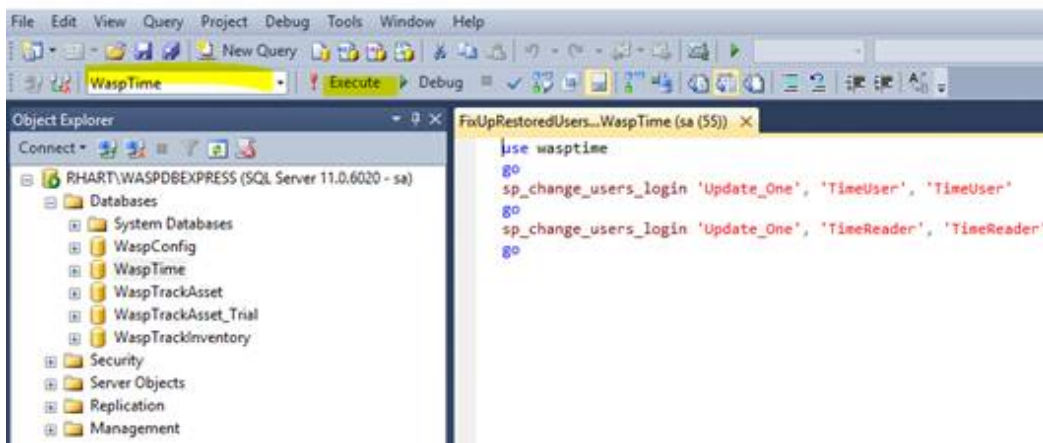 File Edit View Query Project Debug Tools Window Help
New Query
WaspTime Execute Debug
Object Explorer
Connect
RHART\WASPDBEXPRESS (SQL Server 11.0.6020 - sa)
Databases
System Databases
WaspConfig
WaspTime
WaspTrackAsset
WaspTrackAsset_Trial
WaspTrackInventory
Security
Server Objects
Replication
Management
FixUpRestoredUsers...WaspTime (sa (55))
use wasptime
go
sp_change_users_login 'Update_One', 'TimeUser', 'TimeUser'
go
sp_change_users_login 'Update_One', 'TimeReader', 'TimeReader'
go